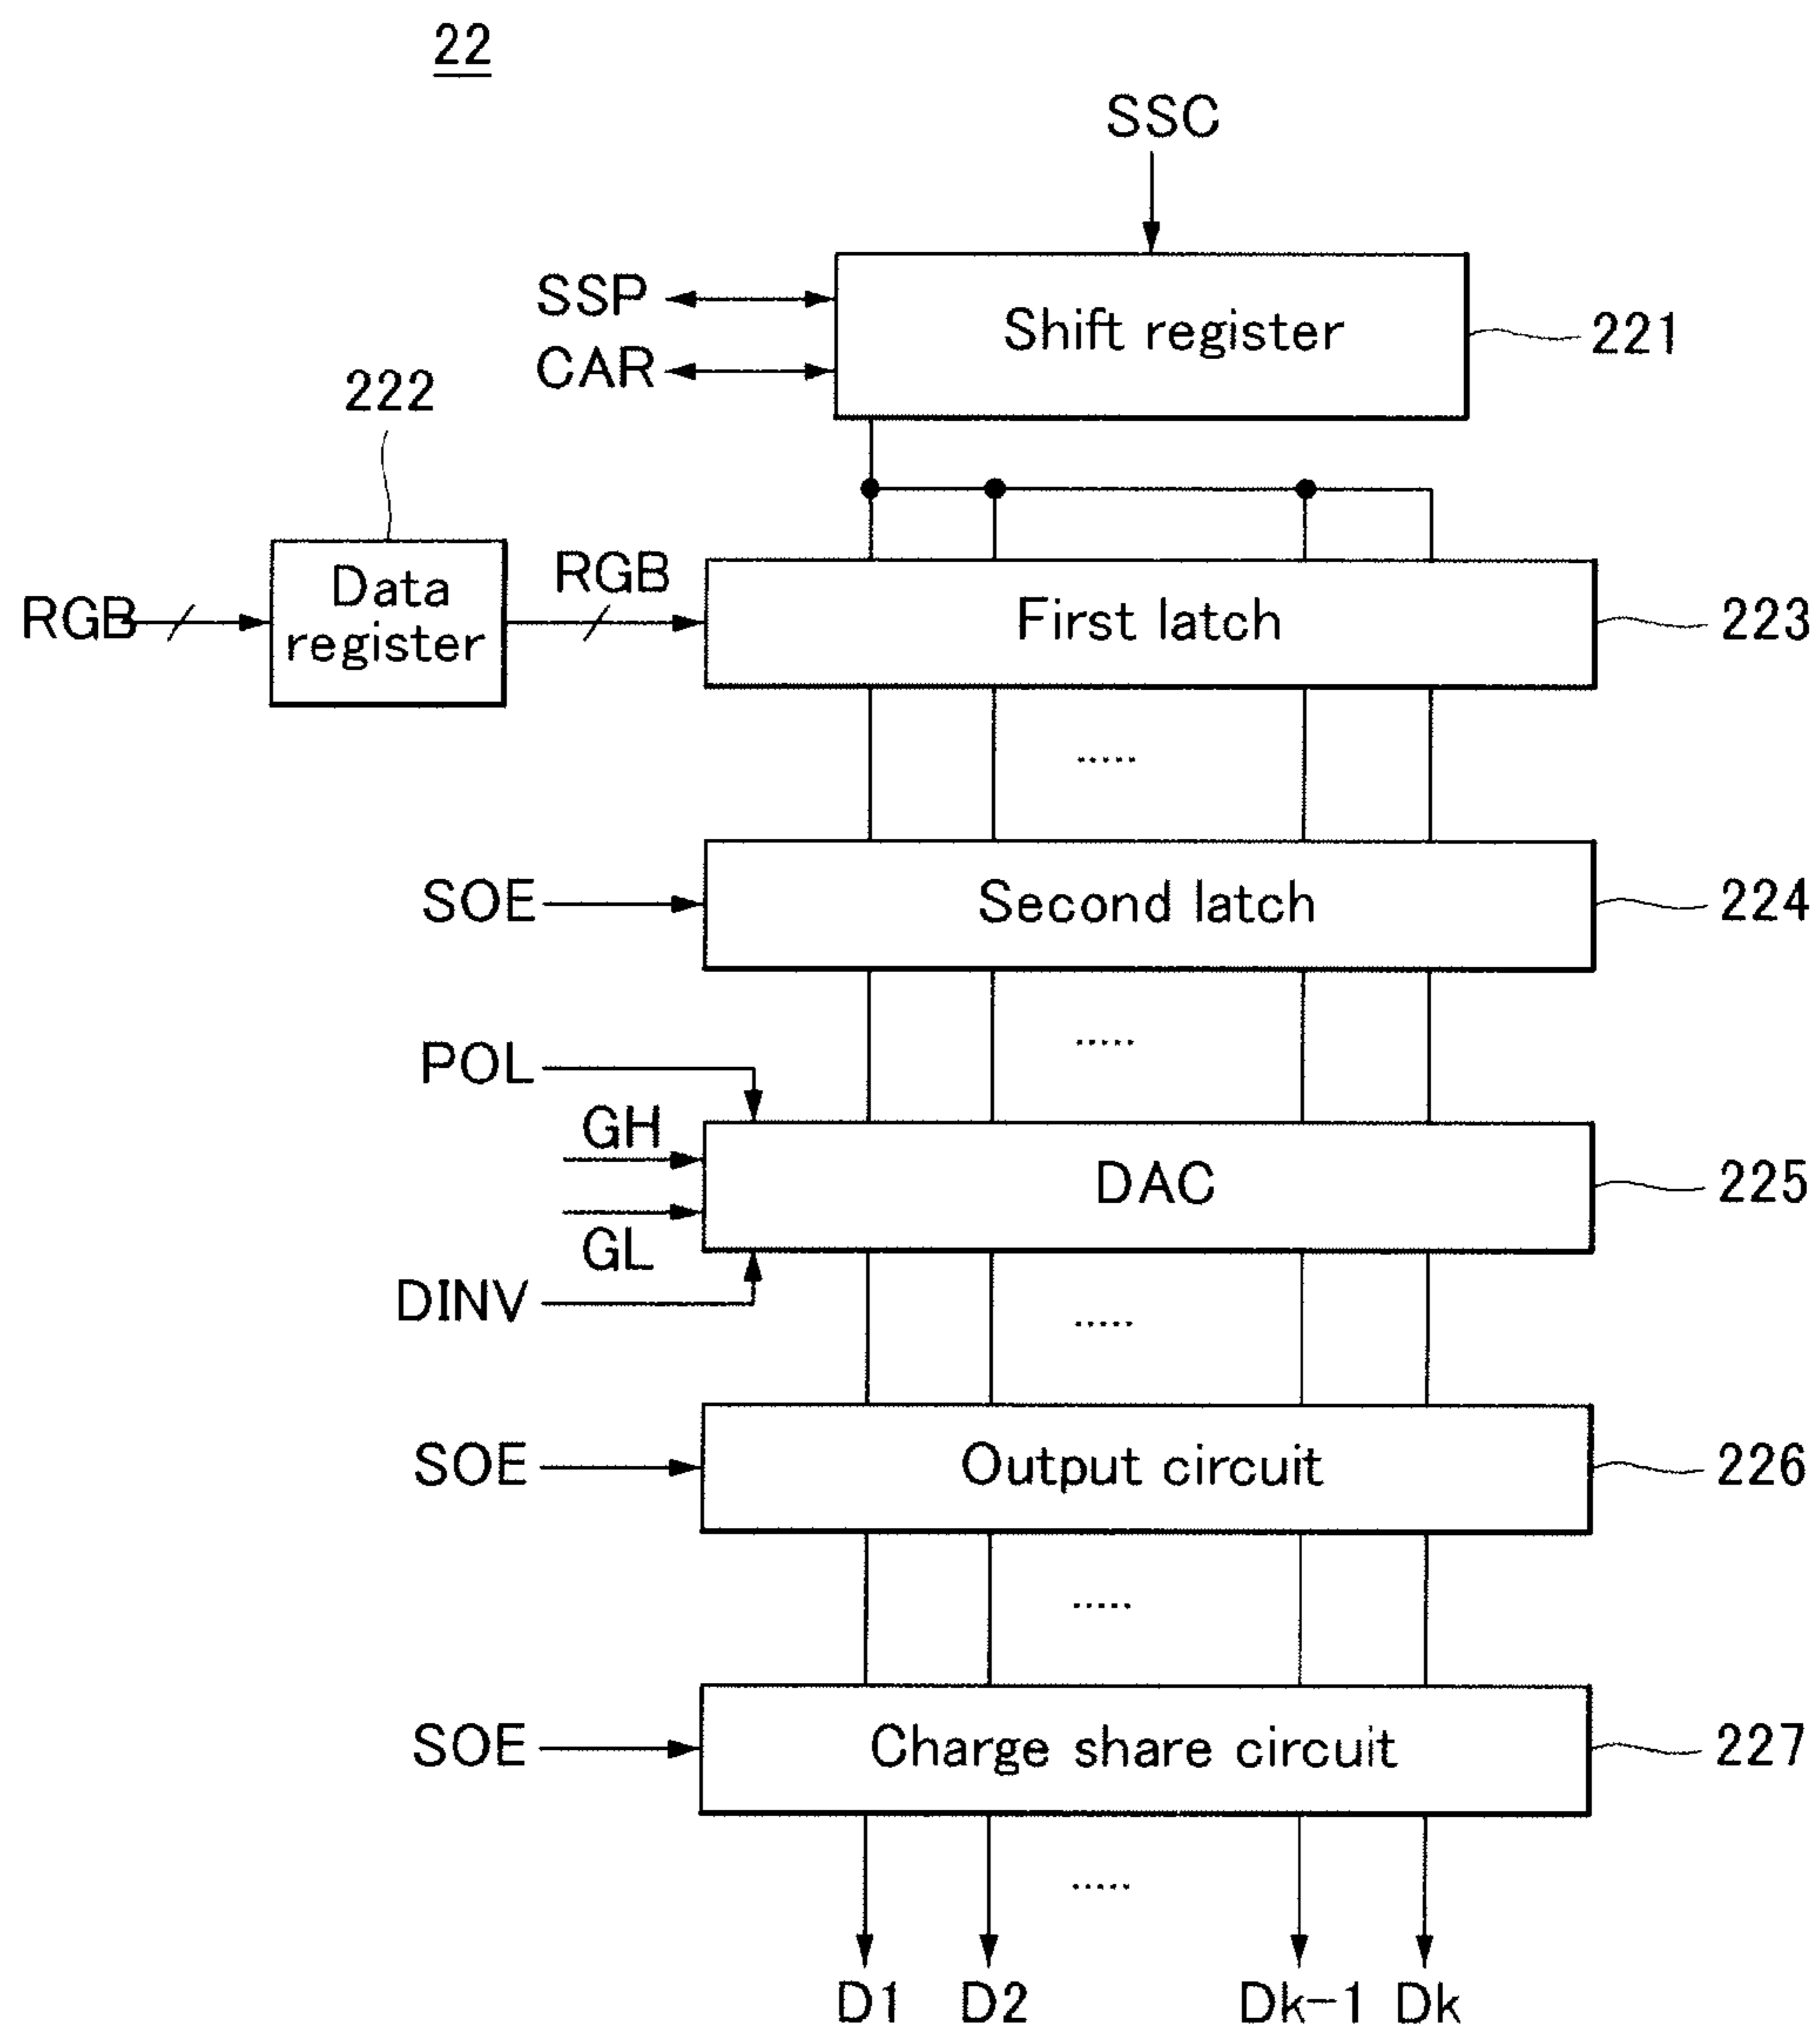 22
SSC
SSP
Shift register
221
CAR
222
RGB
Data
register
RGB
First latch
223
.....
SOE
Second latch
224
.....
POL
GH
DAC
225
GL
DINV
.....
SOE
Output circuit
226
.....
SOE
Charge share circuit
227
.....
D1 D2 Dk-1 Dk